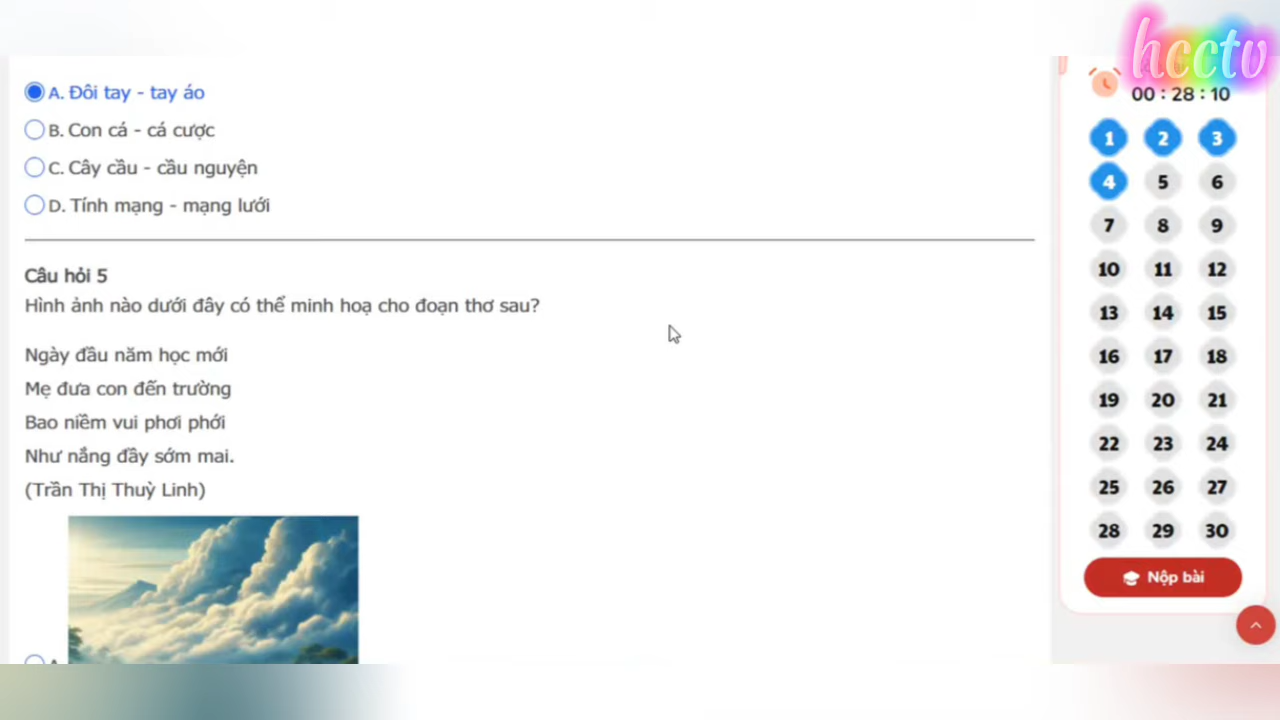 hcctv
00 : 28 : 10
A. Đôi tay - tay áo
B. Con cá - cá cược
C. Cây cầu - cầu nguyện
D. Tính mạng - mạng lưới
Câu hỏi 5
Hình ảnh nào dưới đây có thể minh hoạ cho đoạn thơ sau?
Ngày đầu năm học mới
Mẹ đưa con đến trường
Bao niềm vui phơi phới
Như nắng đầy sớm mai.
(Trần Thị Thuỳ Linh)
1 2 3
4 5 6
7 8 9
10 11 12
13 14 15
16 17 18
19 20 21
22 23 24
25 26 27
28 29 30
Nộp bài